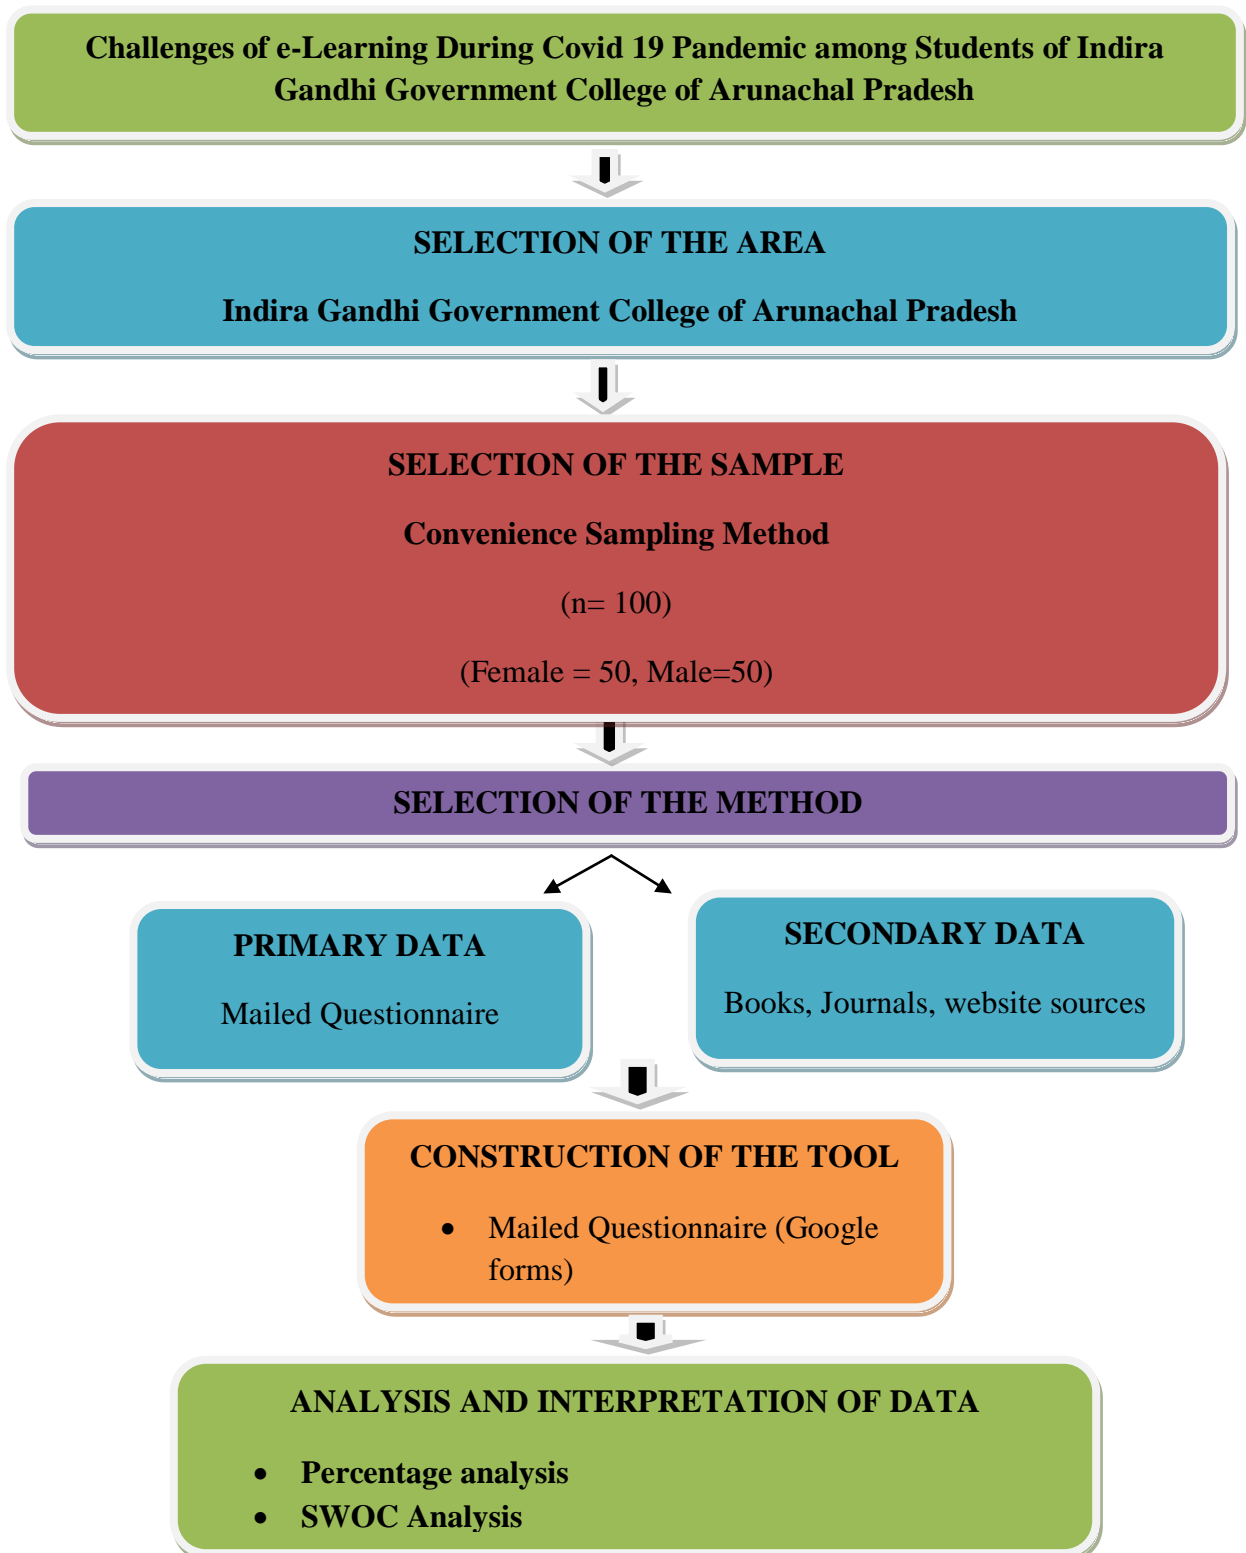 Challenges of e-Learning During Covid 19 Pandemic among Students of Indira
Gandhi Government College of Arunachal Pradesh
SELECTION OF THE AREA
Indira Gandhi Government College of Arunachal Pradesh
SELECTION OF THE SAMPLE
Convenience Sampling Method
(n= 100)
(Female = 50, Male=50)
SELECTION OF THE METHOD
PRIMARY DATA
Mailed Questionnaire
SECONDARY DATA
Books, Journals, website sources
CONSTRUCTION OF THE TOOL
• Mailed Questionnaire (Google
forms)
ANALYSIS AND INTERPRETATION OF DATA
• Percentage analysis
• SWOC Analysis